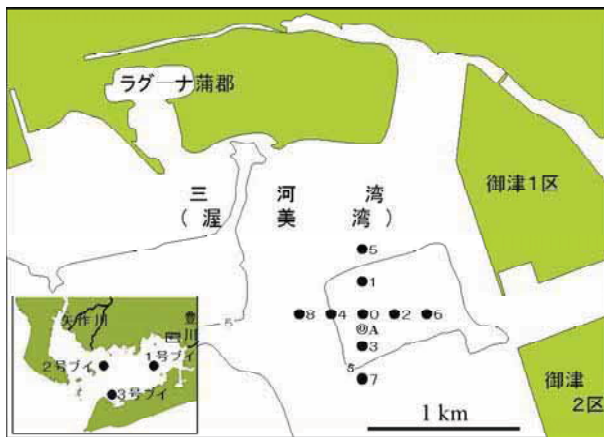 ラグーナ蒲郡
御津1区
三 河 湾
(渥 美 湾)
5
1
8 4 0 2 6
A
3
5
7
御津
2区
1 km
矢作川
豊川
1号ブイ
2号ブイ
3号ブイ